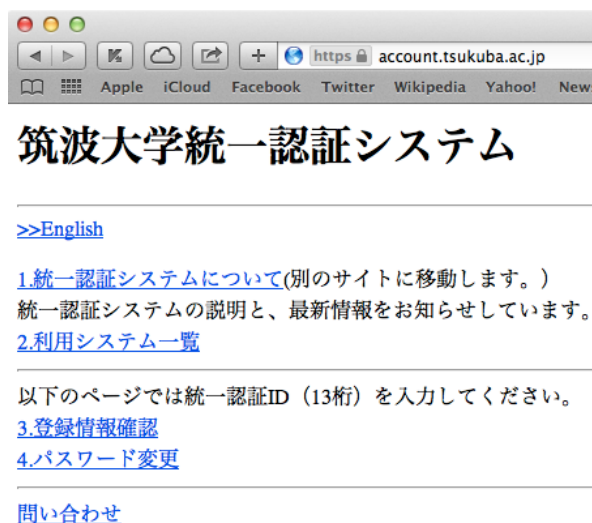 https account.tsukuba.ac.jp
Apple iCloud Facebook Twitter Wikipedia Yahoo!
筑波大学統一認証システム
>>English
1.統一認証システムについて(別のサイトに移動します。）
統一認証システムの説明と、最新情報をお知らせしています。
2.利用システム一覧
以下のページでは統一認証ID（13桁）を入力してください。
3.登録情報確認
4.パスワード変更
問い合わせ